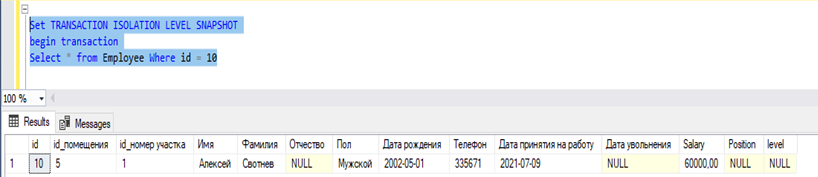 Set TRANSACTION ISOLATION LEVEL SNAPSHOT
begin transaction
Select * from Employee Where id = 10
100 %
Results Messages
id id_помещения id_номер участка Имя Фамилия Отчество Пол Дата рождения Телефон Дата принятия на работу Дата увольнения Salary Position level
1 10 5 1 Алексей Свотнев NULL Мужской 2002-05-01 335671 2021-07-09 NULL 60000,00 NULL NULL